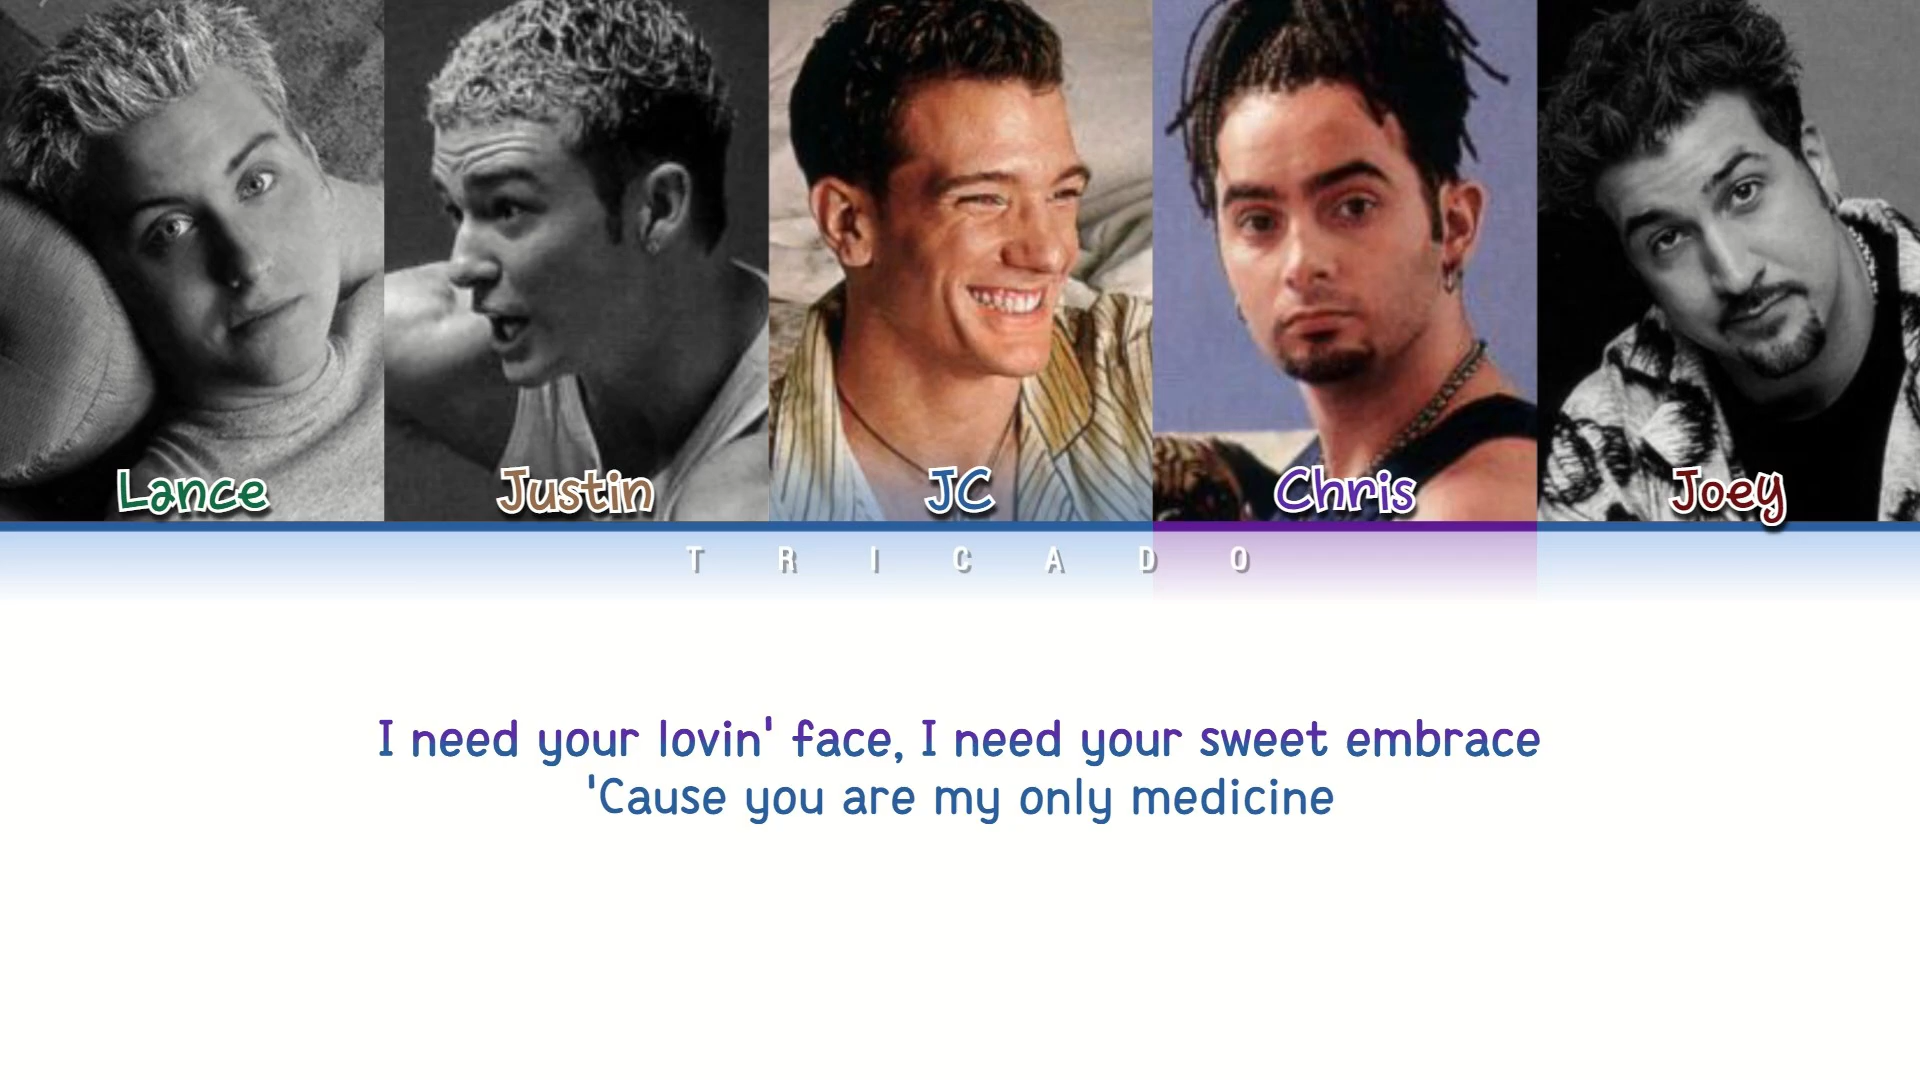 Lance
Justin
JC
Chris
Joey
TRICADO
I need your lovin' face, I need your sweet embrace
'Cause you are my only medicine